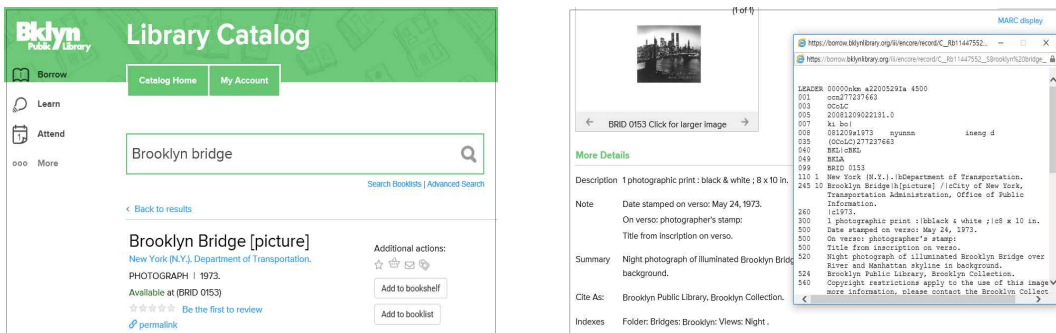 Bklyn
Public Library
Library Catalog
Catalog Home
My Account
Borrow
Learn
Attend
More
Brooklyn bridge
Search Booklists | Advanced Search
< Back to results
Brooklyn Bridge [picture]
New York (N.Y.). Department of Transportation.
PHOTOGRAPH | 1973.
Available at (BRID 0153)
Be the first to review
permalink
Additional actions:
Add to bookshelf
Add to booklist
(1 of 1)
BRID 0153 Click for larger image
More Details
Description 1 photographic print : black & white ; 8 x 10 in.
Note Date stamped on verso: May 24, 1973.
On verso: photographer's stamp:
Title from inscription on verso.
Summary Night photograph of illuminated Brooklyn Bridg
background.
Cite As: Brooklyn Public Library, Brooklyn Collection.
Indexes Folder: Bridges: Brooklyn: Views: Night .
MARC display
https://borrow.bklynlibrary.org/iii/encore/record/C__Rb11447552...
https://borrow.bklynlibrary.org/iii/encore/record/C__Rb11447552__SBrooklyn%20bridge_
LEADER 00000nkm a2200529Ia 4500
001 ocn277237663
003 OCoLC
005 20081209022131.0
007 ki bo|
008 081209s1973 nyunnn ineng d
035 (OCoLC)277237663
040 BKL|cBKL
049 BKLA
099 BRID 0153
110 1 New York (N.Y.).|bDepartment of Transportation.
245 10 Brooklyn Bridge|h[picture] /|cCity of New York,
Transportation Administration, Office of Public
Information.
260 |c1973.
300 1 photographic print :|bblack & white ;|c8 x 10 in.
500 Date stamped on verso: May 24, 1973.
500 On verso: photographer's stamp:
500 Title from inscription on verso.
520 Night photograph of illuminated Brooklyn Bridge over
River and Manhattan skyline in background.
524 Brooklyn Public Library, Brooklyn Collection.
540 Copyright restrictions apply to the use of this image
more information, please contact the Brooklyn Collect